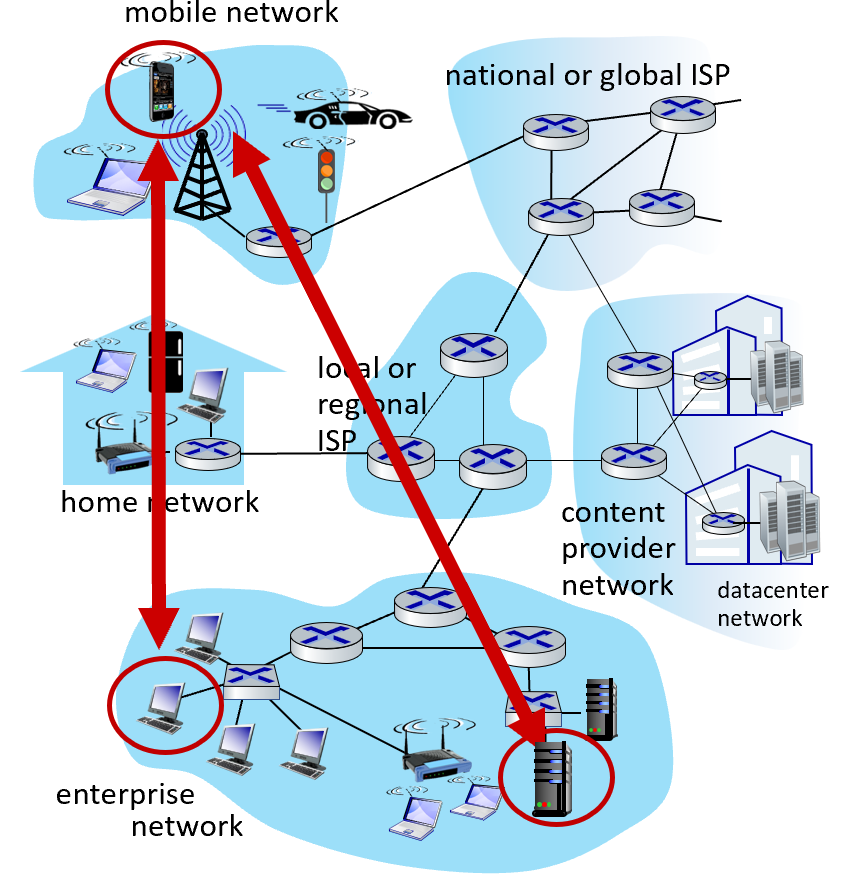 mobile network
national or global ISP
local or
regional
ISP
home network
content
provider
network
datacenter
network
enterprise
network